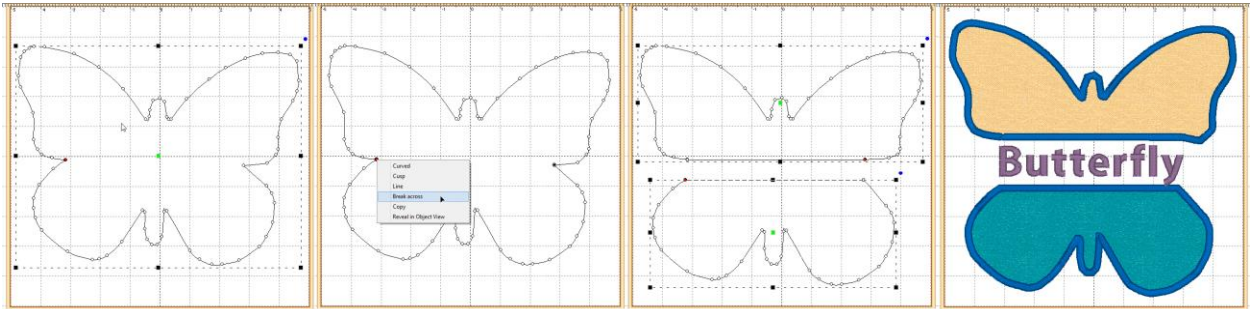 Curved
Cusp
Line
Break across
Copy
Reveal in Object View
Butterfly